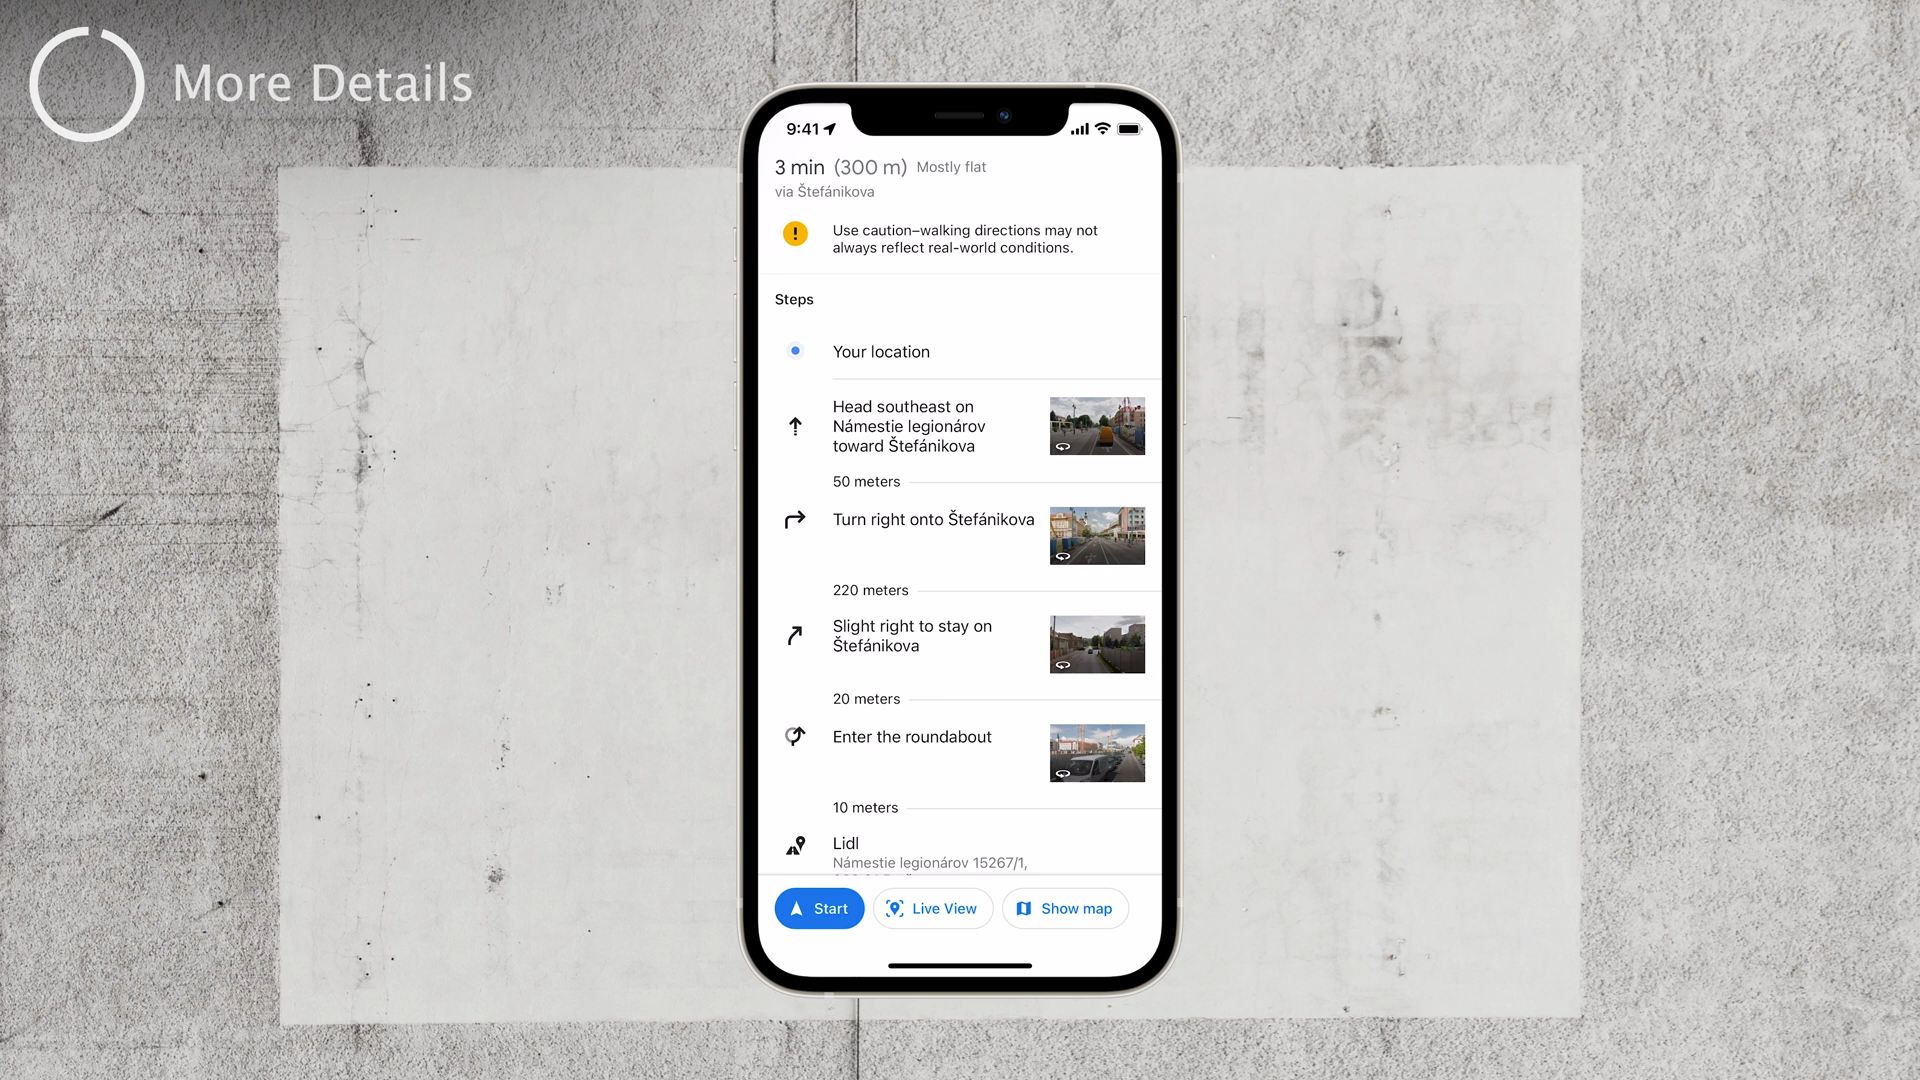 More Details
9:41
3 min (300 m) Mostly flat
via Štefánikova
Use caution–walking directions may not
always reflect real-world conditions.
Steps
Your location
Head southeast on
Námestie legionárov
toward Štefánikova
50 meters
Turn right onto Štefánikova
220 meters
Slight right to stay on
Štefánikova
20 meters
Enter the roundabout
10 meters
Lidl
Námestie legionárov 15267/1,
Start
Live View
Show map